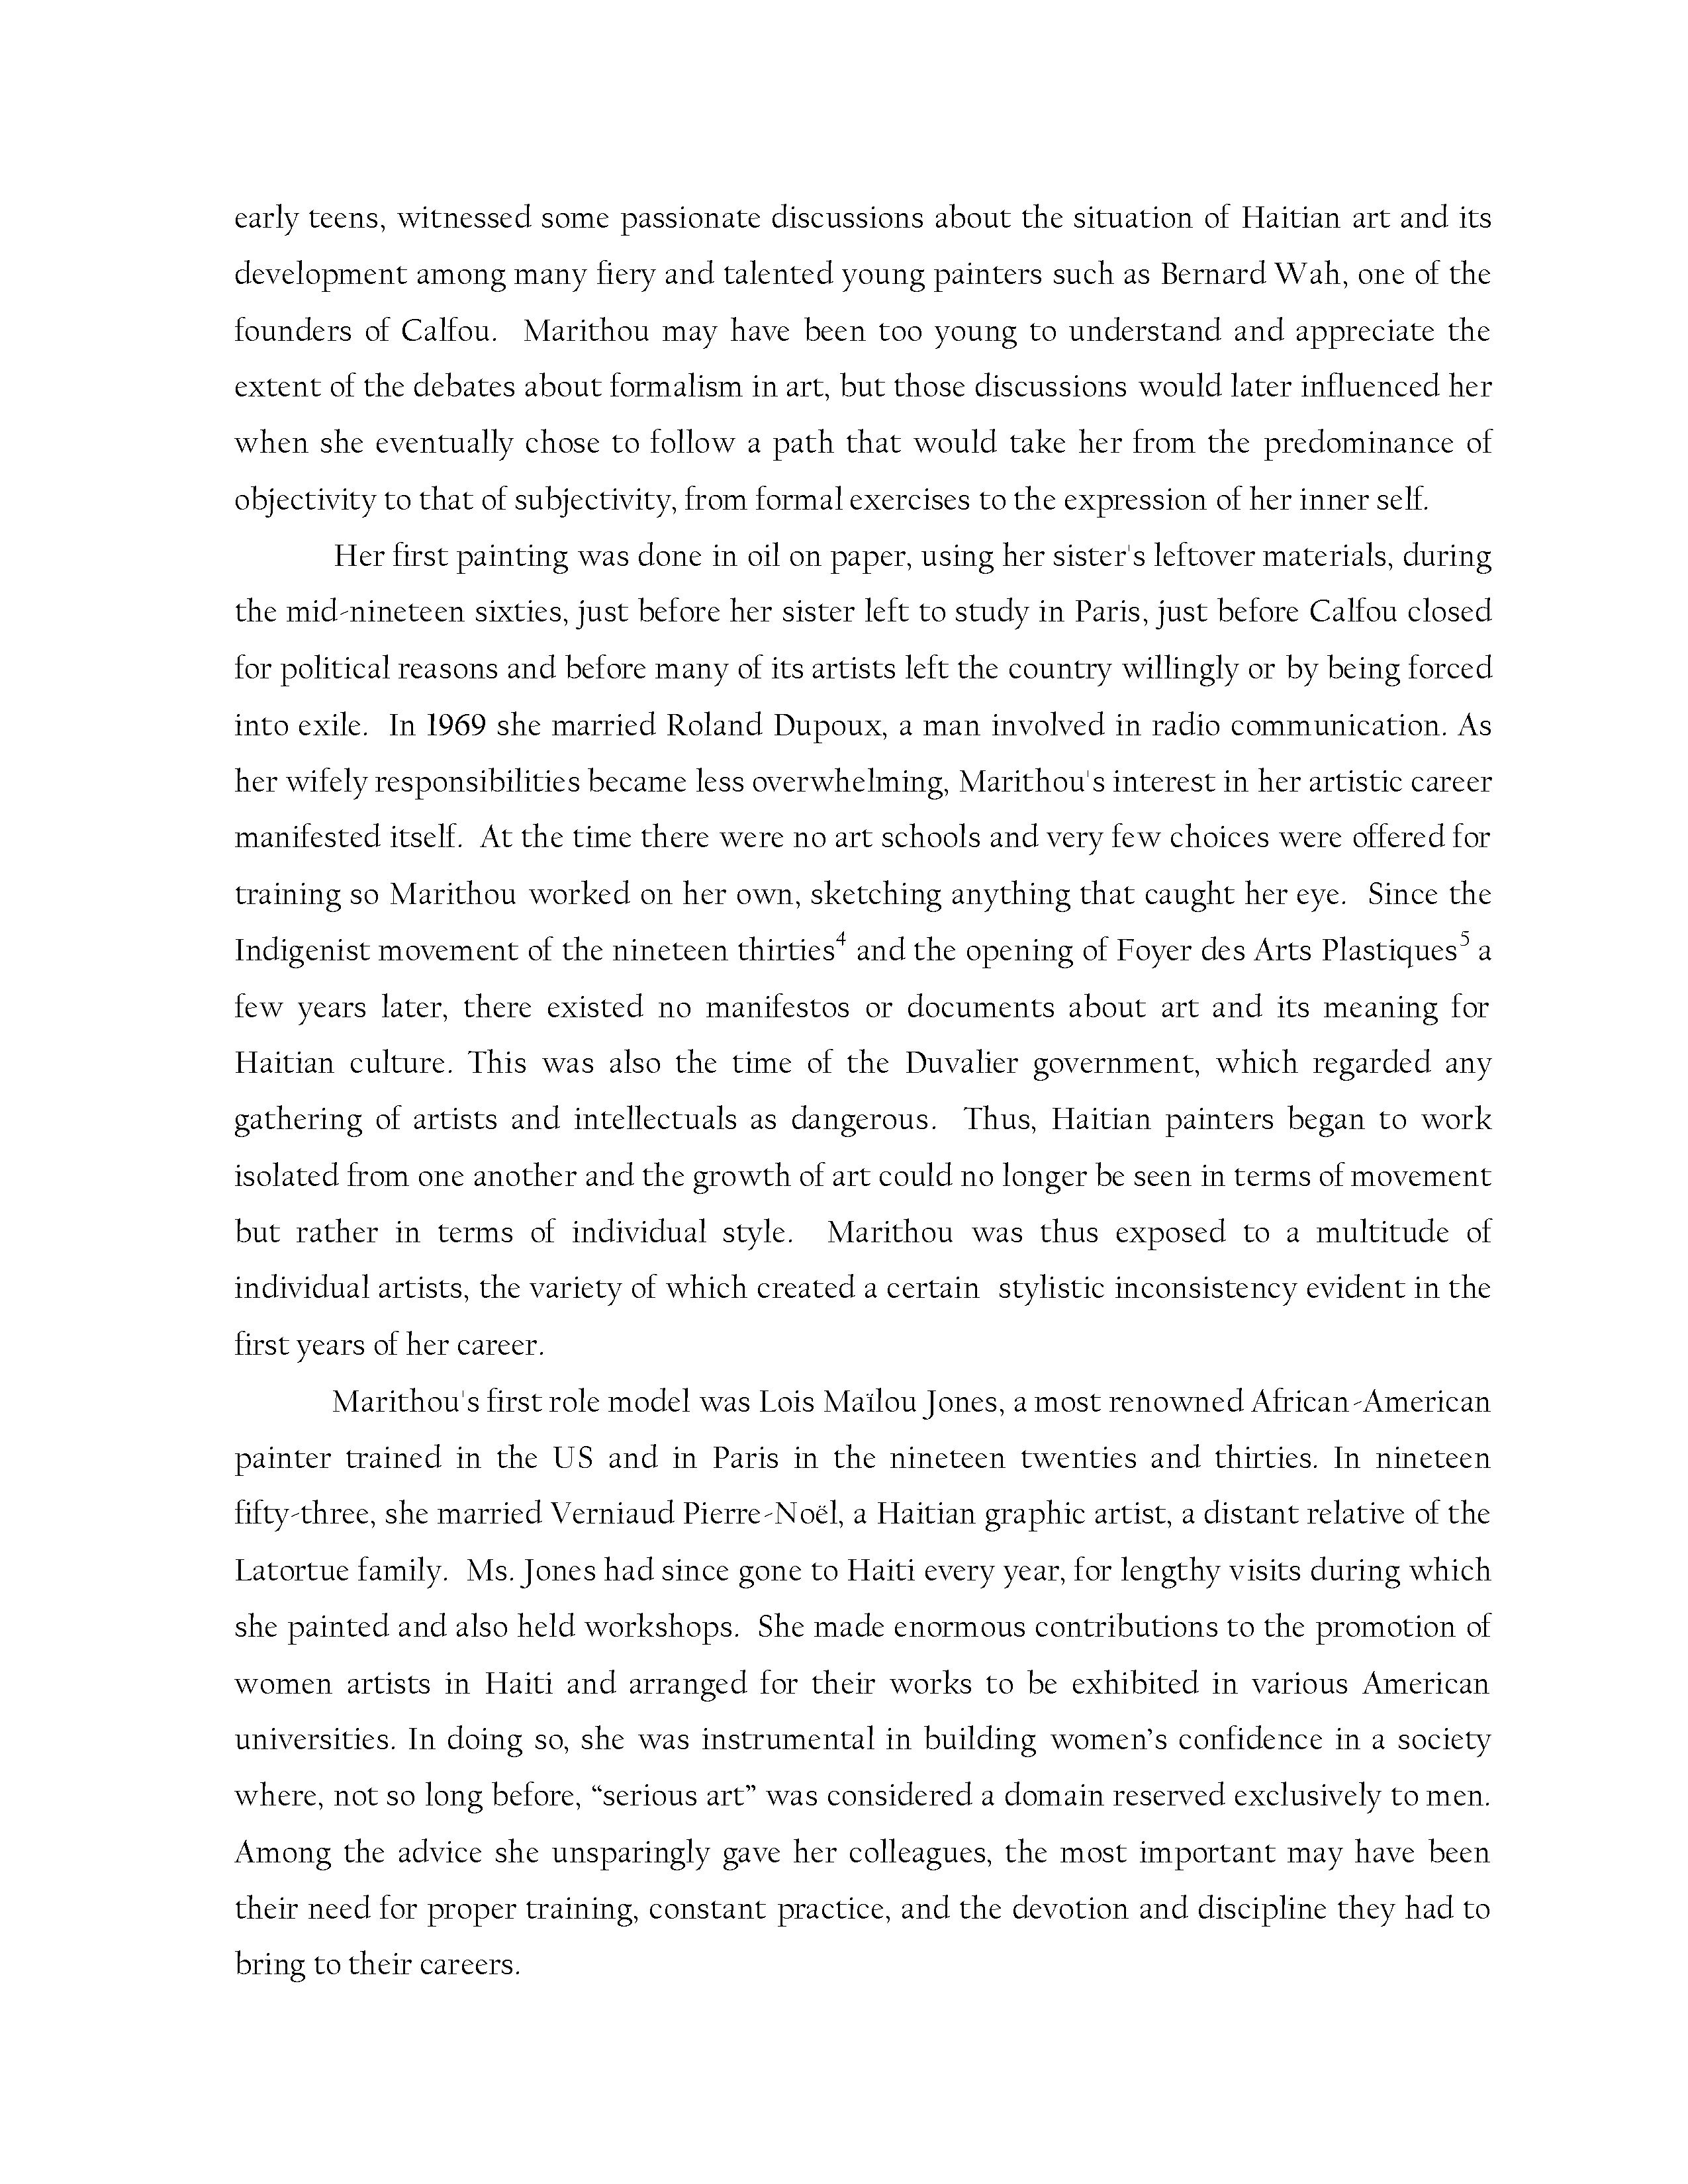 early teens, witnessed some passionate discussions about the situation of Haitian art and its
development among many fiery and talented young painters such as Bernard Wah, one of the
founders of Calfou.  Marithou may have been too young to understand and appreciate the
extent of the debates about formalism in art, but those discussions would later influenced her
when she eventually chose to follow a path that would take her from the predominance of
objectivity to that of subjectivity, from formal exercises to the expression of her inner self.
Her first painting was done in oil on paper, using her sister's leftover materials, during
the mid-nineteen sixties, just before her sister left to study in Paris, just before Calfou closed
for political reasons and before many of its artists left the country willingly or by being forced
into exile.  In 1969 she married Roland Dupoux, a man involved in radio communication. As
her wifely responsibilities became less overwhelming, Marithou's interest in her artistic career
manifested itself.  At the time there were no art schools and very few choices were offered for
training so Marithou worked on her own, sketching anything that caught her eye.  Since the
Indigenist movement of the nineteen thirties⁴ and the opening of Foyer des Arts Plastiques⁵ a
few years later, there existed no manifestos or documents about art and its meaning for
Haitian culture. This was also the time of the Duvalier government, which regarded any
gathering of artists and intellectuals as dangerous.  Thus, Haitian painters began to work
isolated from one another and the growth of art could no longer be seen in terms of movement
but rather in terms of individual style.  Marithou was thus exposed to a multitude of
individual artists, the variety of which created a certain  stylistic inconsistency evident in the
first years of her career.
Marithou's first role model was Lois Maïlou Jones, a most renowned African-American
painter trained in the US and in Paris in the nineteen twenties and thirties. In nineteen
fifty-three, she married Verniaud Pierre-Noël, a Haitian graphic artist, a distant relative of the
Latortue family.  Ms. Jones had since gone to Haiti every year, for lengthy visits during which
she painted and also held workshops.  She made enormous contributions to the promotion of
women artists in Haiti and arranged for their works to be exhibited in various American
universities. In doing so, she was instrumental in building women’s confidence in a society
where, not so long before, “serious art” was considered a domain reserved exclusively to men.
Among the advice she unsparingly gave her colleagues, the most important may have been
their need for proper training, constant practice, and the devotion and discipline they had to
bring to their careers.